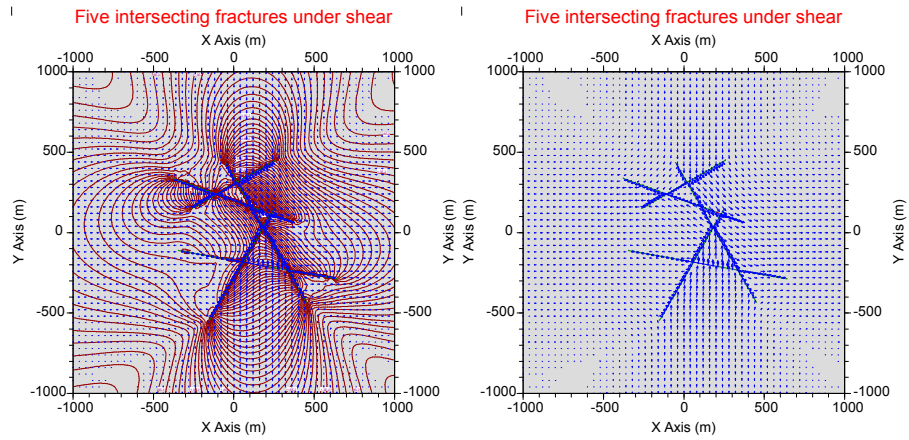 Five intersecting fractures under shear
X Axis (m)
-1000 -500 0 500 1000
1000 1000
500 500
0 0
-500 -500
-1000 -1000
Y Axis (m)
Y Axis (m)
-1000 -500 0 500 1000
X Axis (m)
Five intersecting fractures under shear
X Axis (m)
-1000 -500 0 500 1000
1000 1000
500 500
0 0
-500 -500
-1000 -1000
Y Axis (m)
Y Axis (m)
-1000 -500 0 500 1000
X Axis (m)